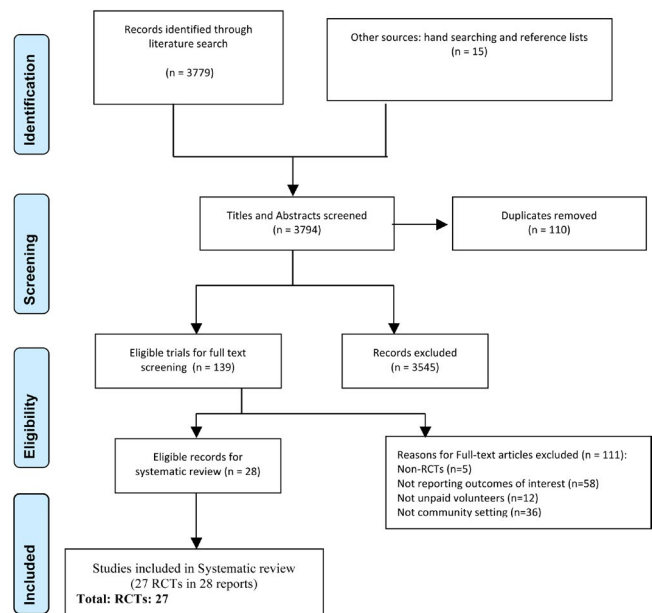 Identification
Records identified through
literature search
(n = 3779)
Other sources: hand searching and reference lists
(n = 15)
Screening
Titles and Abstracts screened
(n = 3794)
Duplicates removed
(n = 110)
Eligibility
Eligible trials for full text
screening (n = 139)
Records excluded
(n = 3545)
Eligible records for
systematic review (n = 28)
Reasons for Full-text articles excluded (n = 111):
Non-RCTs (n=5)
Not reporting outcomes of interest (n=58)
Not unpaid volunteers (n=12)
Not community setting (n=36)
Included
Studies included in Systematic review
(27 RCTs in 28 reports)
Total: RCTs: 27